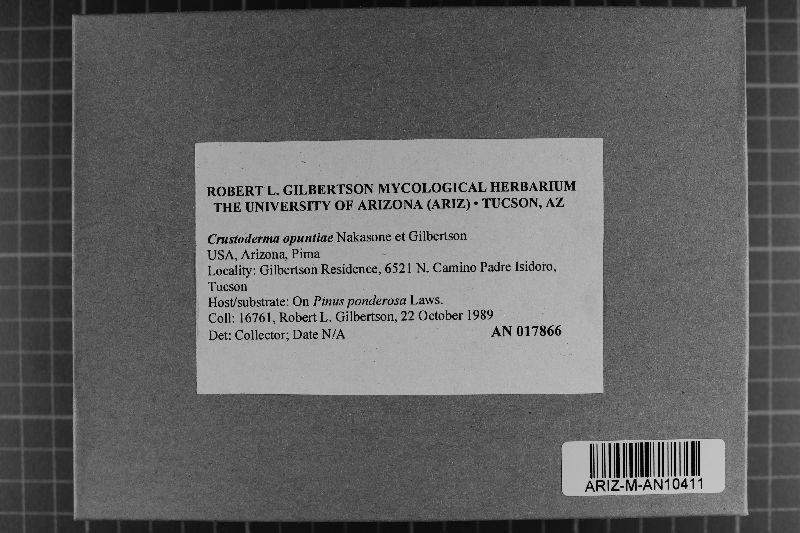 ROBERT L. GILBERTSON MYCOLOGICAL HERBARIUM
THE UNIVERSITY OF ARIZONA (ARIZ) • TUCSON, AZ
Crustoderma opuntiae Nakasone et Gilbertson
USA, Arizona, Pima
Locality: Gilbertson Residence, 6521 N. Camino Padre Isidoro,
Tucson
Host/substrate: On Pinus ponderosa Laws.
Coll: 16761, Robert L. Gilbertson, 22 October 1989
Det: Collector; Date N/A AN 017866
ARIZ-M-AN10411